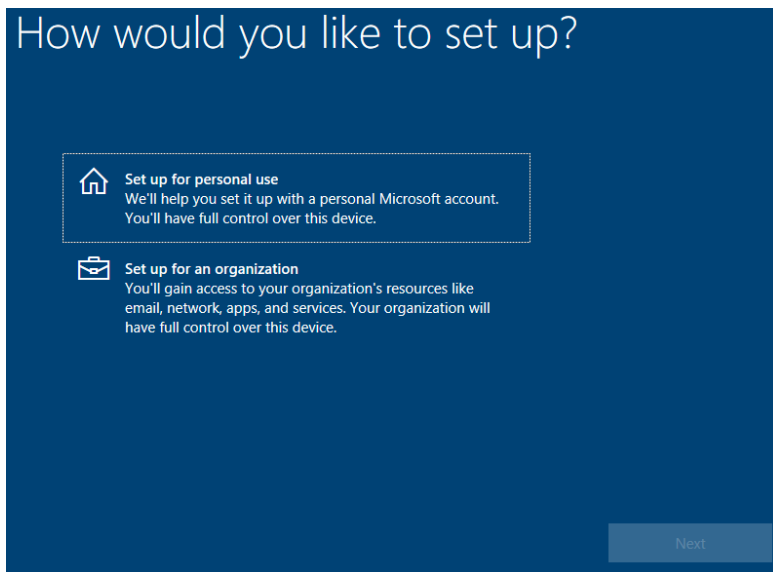 How would you like to set up?
Set up for personal use
We'll help you set it up with a personal Microsoft account.
You'll have full control over this device.
Set up for an organization
You'll gain access to your organization's resources like
email, network, apps, and services. Your organization will
have full control over this device.
Next